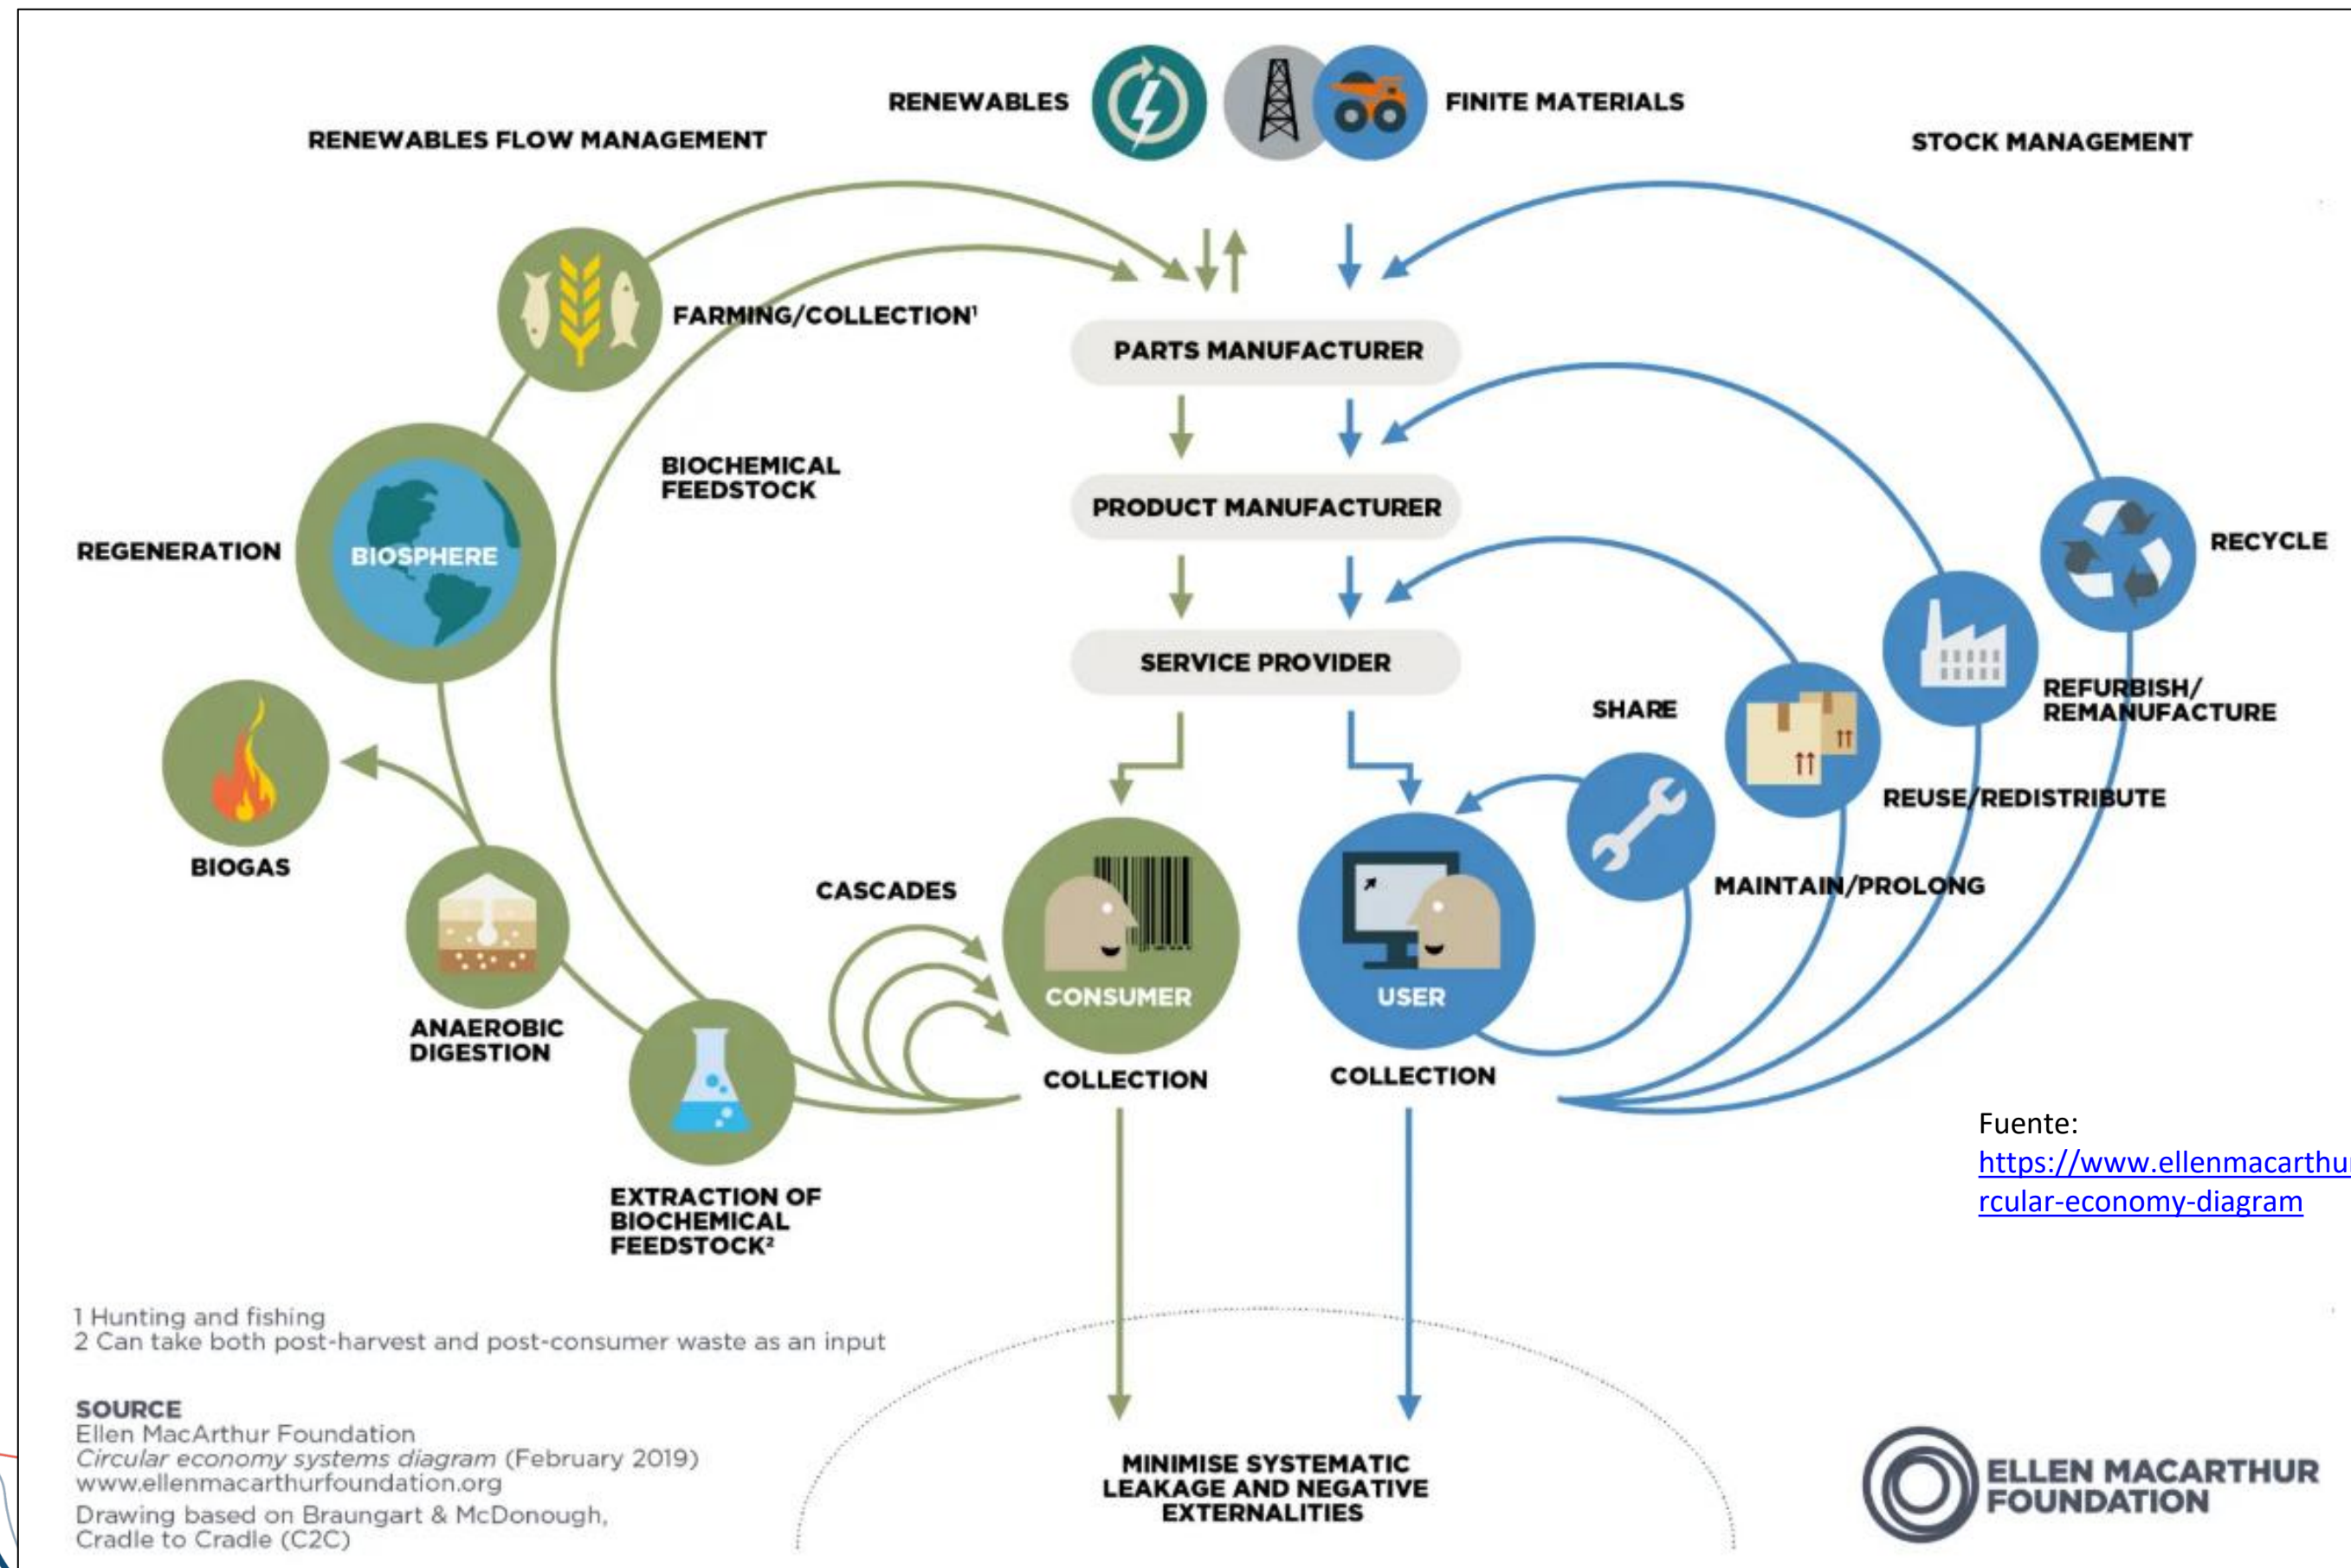 RENEWABLES
FINITE MATERIALS
RENEWABLES FLOW MANAGEMENT
STOCK MANAGEMENT
FARMING/COLLECTION¹
PARTS MANUFACTURER
BIOCHEMICAL
FEEDSTOCK
PRODUCT MANUFACTURER
REGENERATION
BIOSPHERE
RECYCLE
SERVICE PROVIDER
SHARE
REFURBISH/
REMANUFACTURE
REUSE/REDISTRIBUTE
BIOGAS
CASCADES
MAINTAIN/PROLONG
CONSUMER
USER
ANAEROBIC
DIGESTION
COLLECTION
COLLECTION
EXTRACTION OF
BIOCHEMICAL
FEEDSTOCK²
Fuente:
https://www.ellenmacarthur
rcular-economy-diagram
1 Hunting and fishing
2 Can take both post-harvest and post-consumer waste as an input
SOURCE
Ellen MacArthur Foundation
Circular economy systems diagram (February 2019)
www.ellenmacarthurfoundation.org
Drawing based on Braungart & McDonough,
Cradle to Cradle (C2C)
MINIMISE SYSTEMATIC
LEAKAGE AND NEGATIVE
EXTERNALITIES
ELLEN MACARTHUR
FOUNDATION